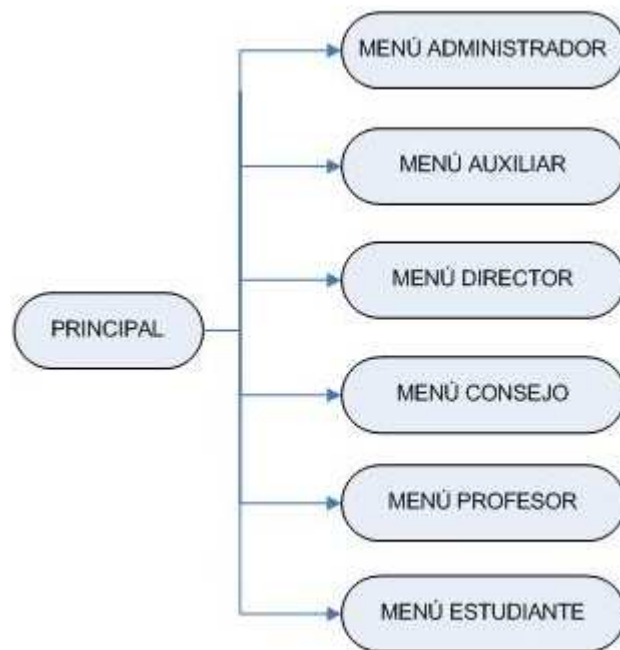 MENÚ ADMINISTRADOR
MENÚ AUXILIAR
MENÚ DIRECTOR
PRINCIPAL
MENÚ CONSEJO
MENÚ PROFESOR
MENÚ ESTUDIANTE